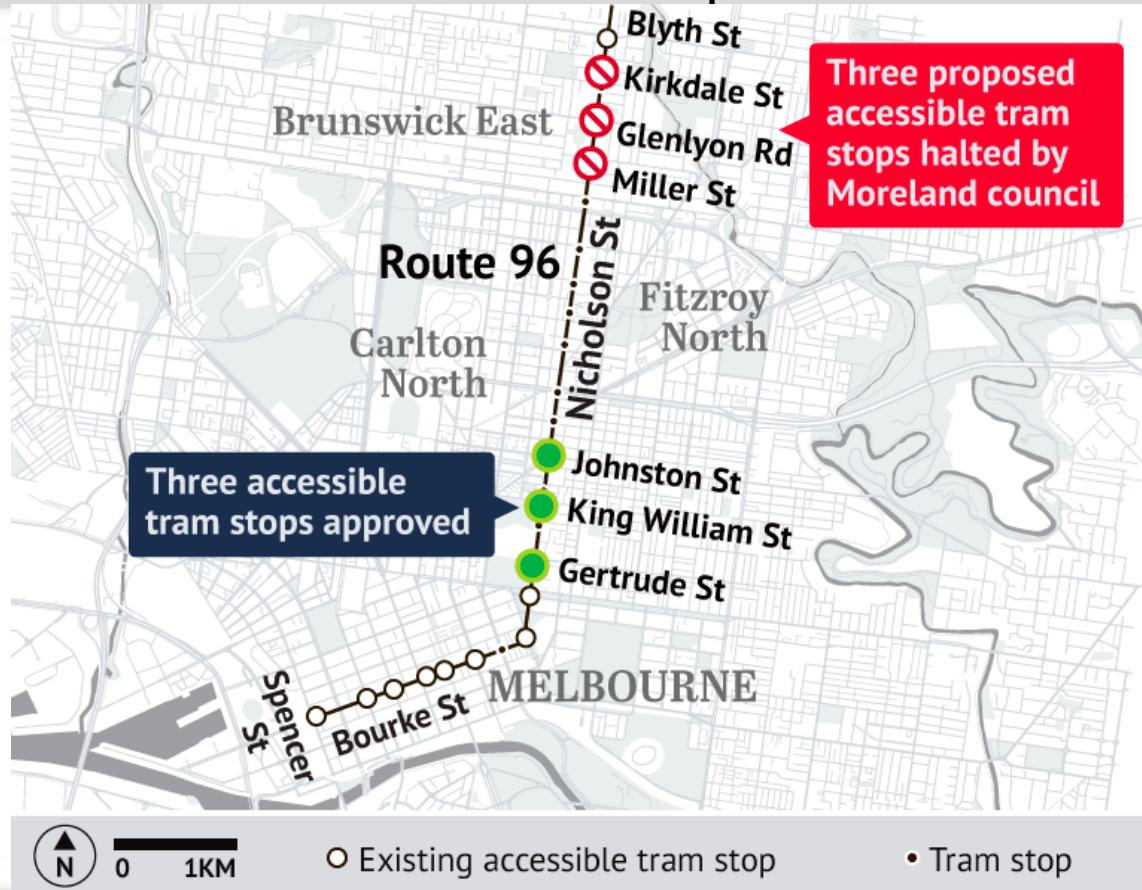 Blyth St
Kirkdale St
Three proposed
accessible tram
stops halted by
Moreland council
Brunswick East
Glenlyon Rd
Miller St
Route 96
Nicholson St
Fitzroy
North
Carlton
North
Johnston St
Three accessible
tram stops approved
King William St
Gertrude St
MELBOURNE
Spencer
St
Bourke St
N
0 1KM
Existing accessible tram stop
Tram stop